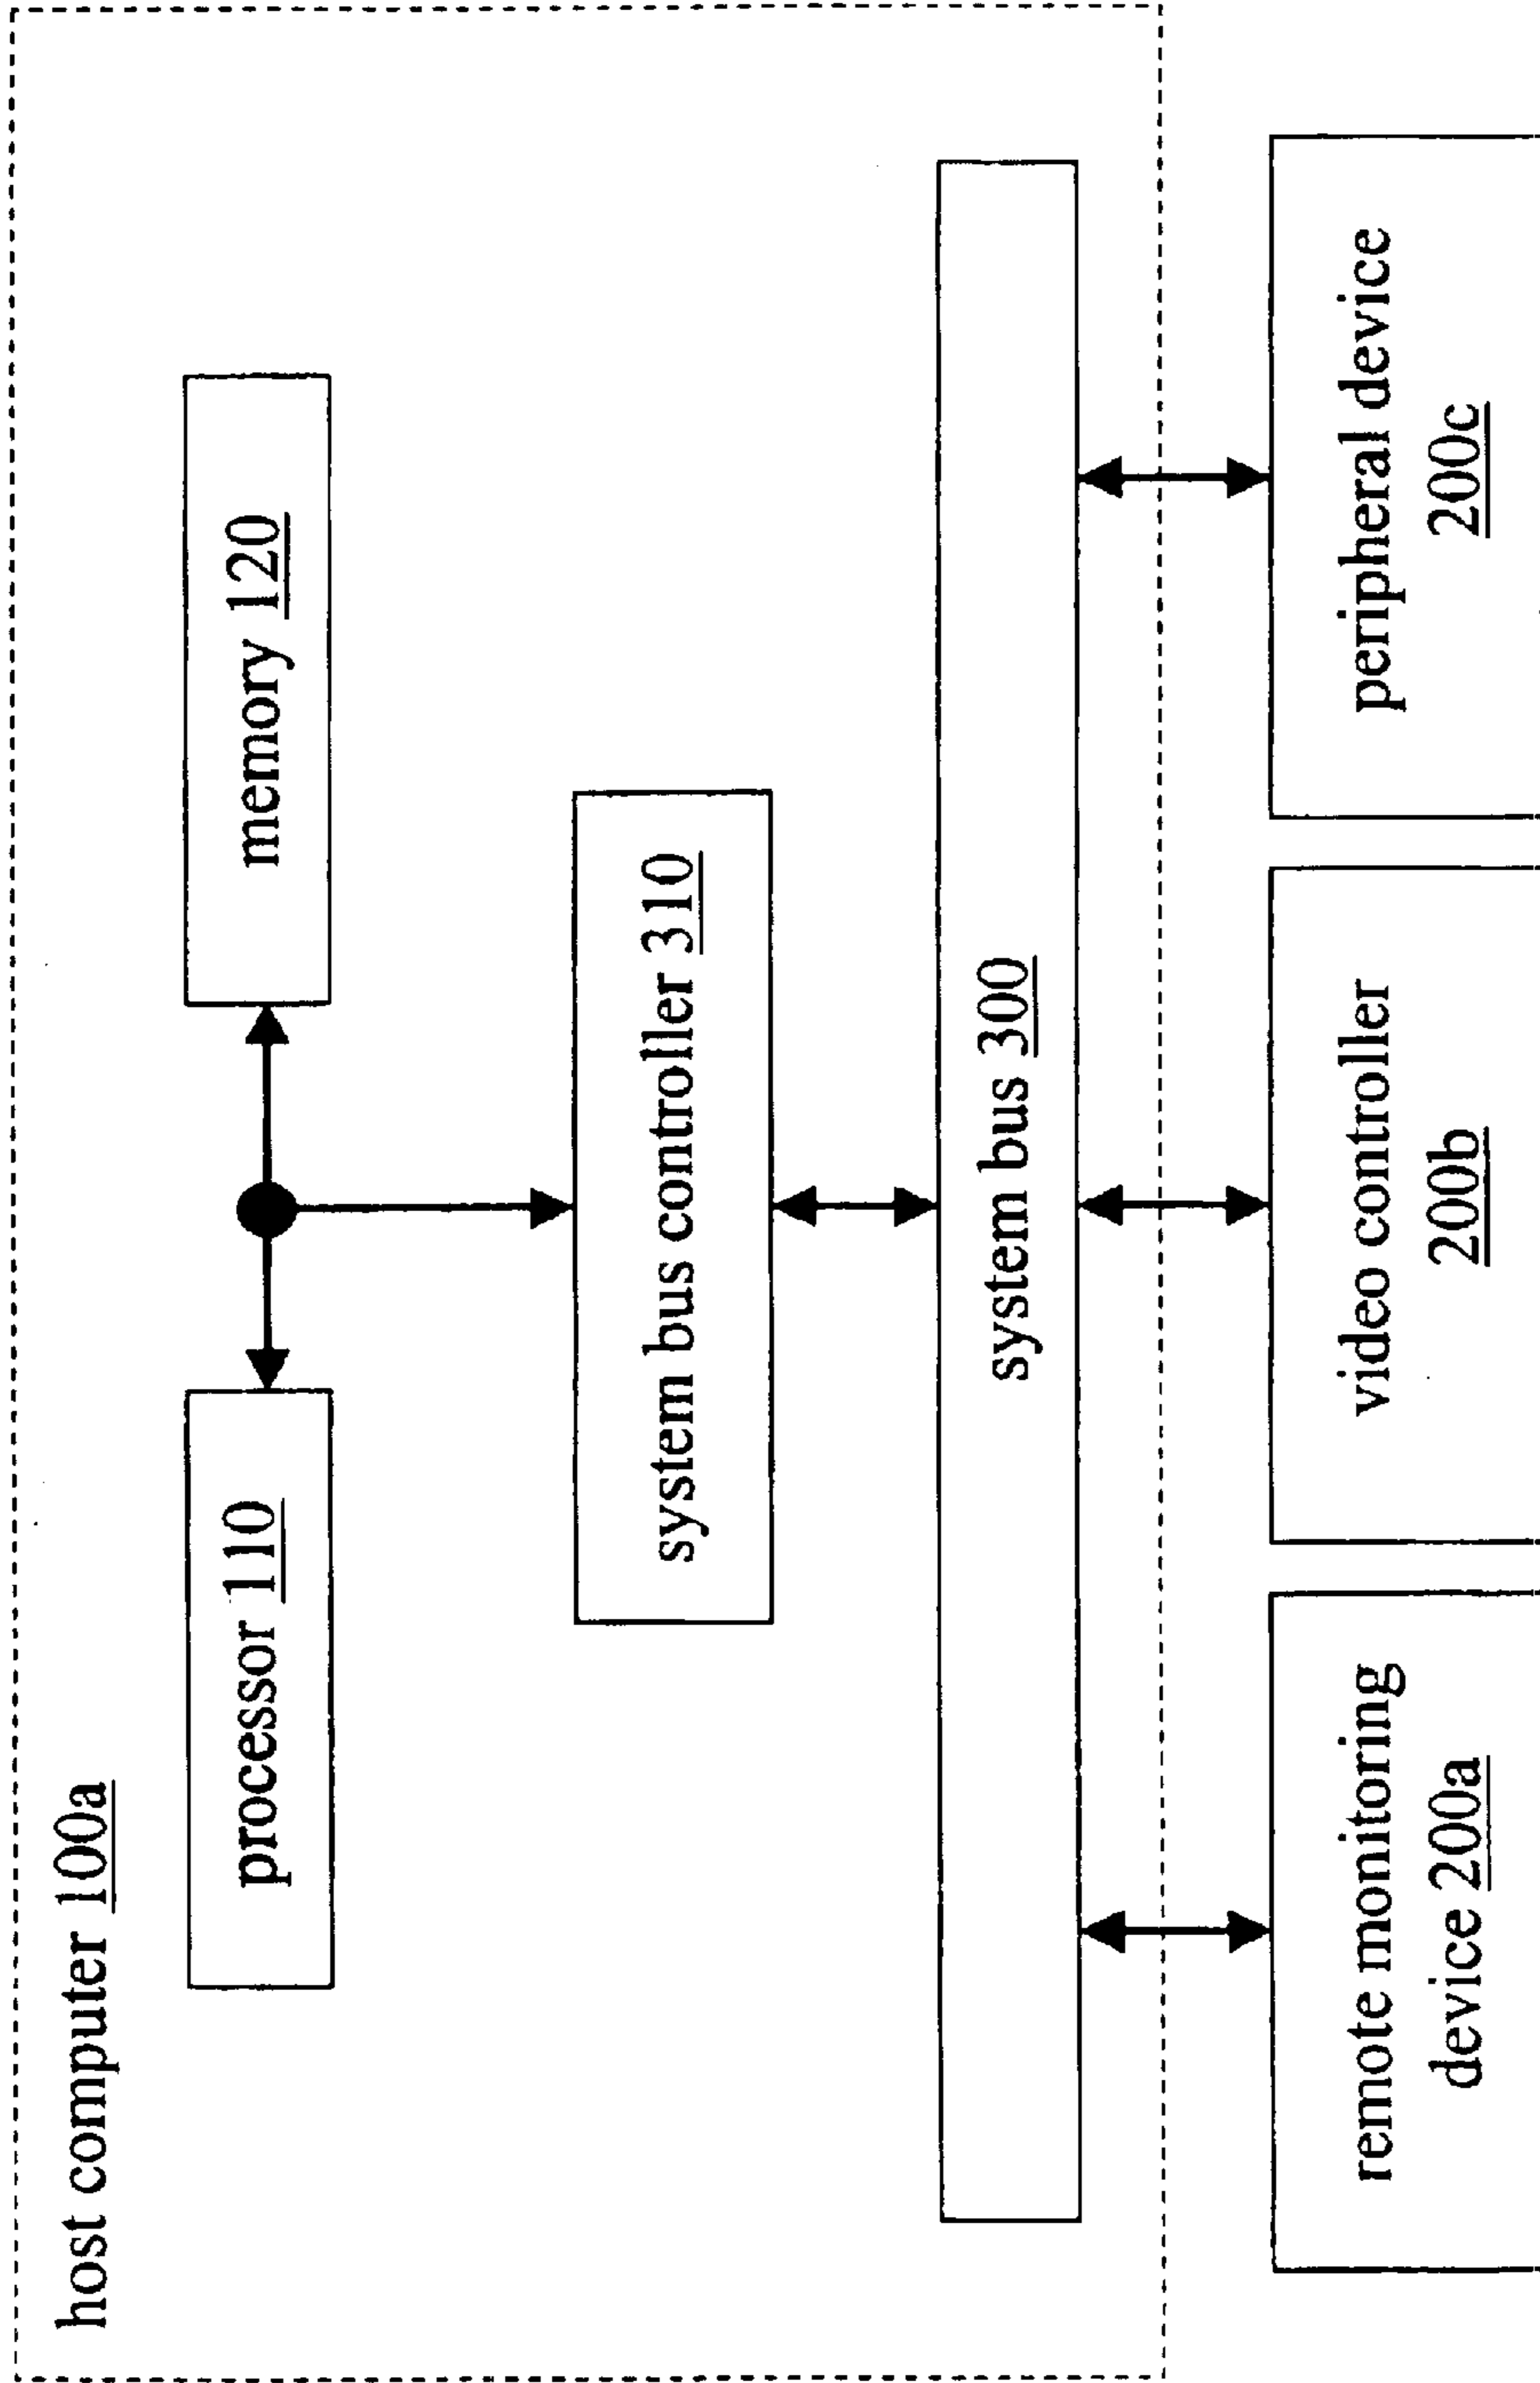 host computer 100a
processor 110
memory 120
system bus controller 310
system bus 300
remote monitoring
device 200a
video controller
200b
peripheral device
200c